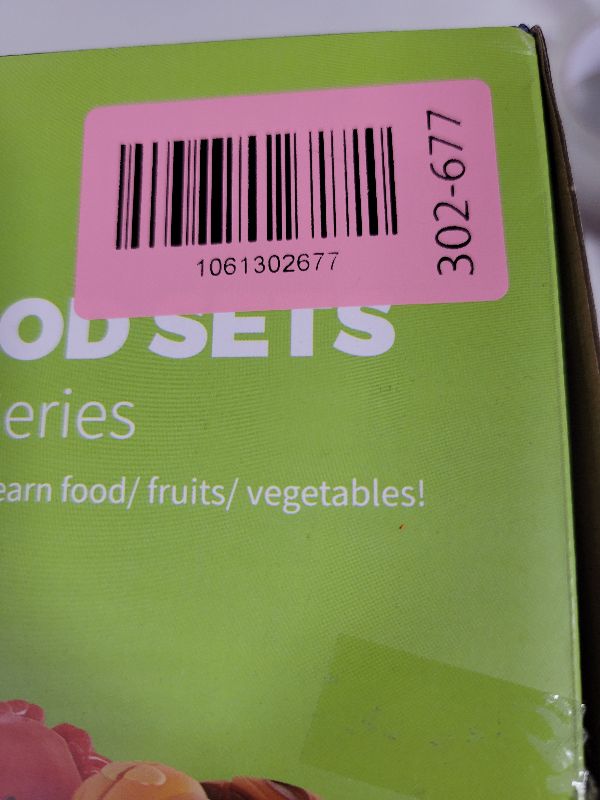 1061302677
302-677
OD SETS
eries
earn food/ fruits/ vegetables!